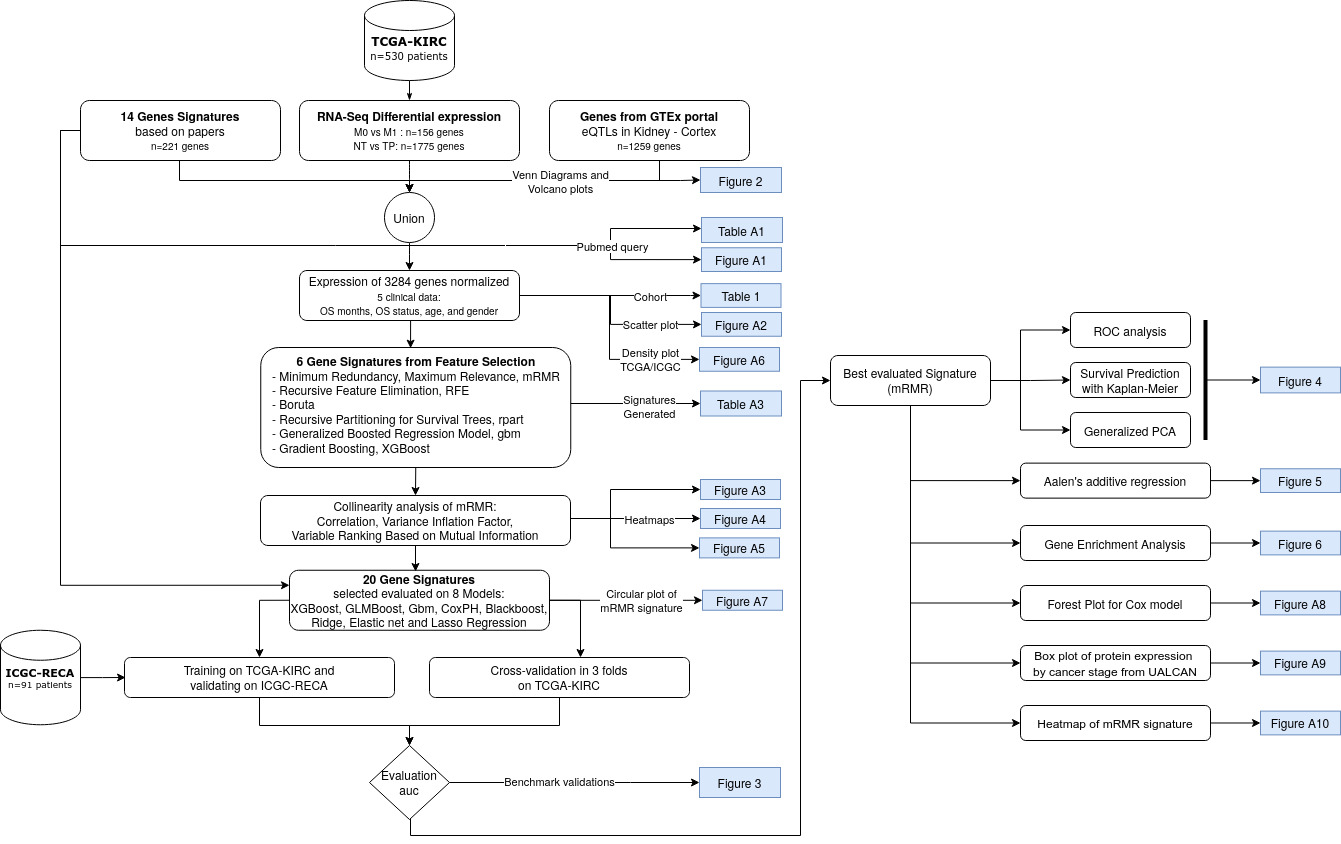 TCGA-KIRC
n=530 patients
14 Genes Signatures
based on papers
n=221 genes
RNA-Seq Differential expression
M0 vs M1 : n=156 genes
NT vs TP: n=1775 genes
Genes from GTEx portal
eQTLs in Kidney - Cortex
n=1259 genes
Venn Diagrams and
Volcano plots
Figure 2
Union
Pubmed query
Table A1
Figure A1
Expression of 3284 genes normalized
5 clinical data:
OS months, OS status, age, and gender
Cohort
Table 1
Scatter plot
Figure A2
Density plot
TCGA/ICGC
Figure A6
6 Gene Signatures from Feature Selection
- Minimum Redundancy, Maximum Relevance, mRMR
- Recursive Feature Elimination, RFE
- Boruta
- Recursive Partitioning for Survival Trees, rpart
- Generalized Boosted Regression Model, gbm
- Gradient Boosting, XGBoost
Signatures
Generated
Table A3
Collinearity analysis of mRMR:
Correlation, Variance Inflation Factor,
Variable Ranking Based on Mutual Information
Heatmaps
Figure A3
Figure A4
Figure A5
20 Gene Signatures
selected evaluated on 8 Models:
XGBoost, GLMBoost, Gbm, CoxPH, Blackboost,
Ridge, Elastic net and Lasso Regression
Circular plot of
mRMR signature
Figure A7
ICGC-RECA
n=91 patients
Training on TCGA-KIRC and
validating on ICGC-RECA
Cross-validation in 3 folds
on TCGA-KIRC
Evaluation
auc
Benchmark validations
Figure 3
Best evaluated Signature
(mRMR)
ROC analysis
Survival Prediction
with Kaplan-Meier
Generalized PCA
Figure 4
Aalen's additive regression
Figure 5
Gene Enrichment Analysis
Figure 6
Forest Plot for Cox model
Figure A8
Box plot of protein expression
by cancer stage from UALCAN
Figure A9
Heatmap of mRMR signature
Figure A10